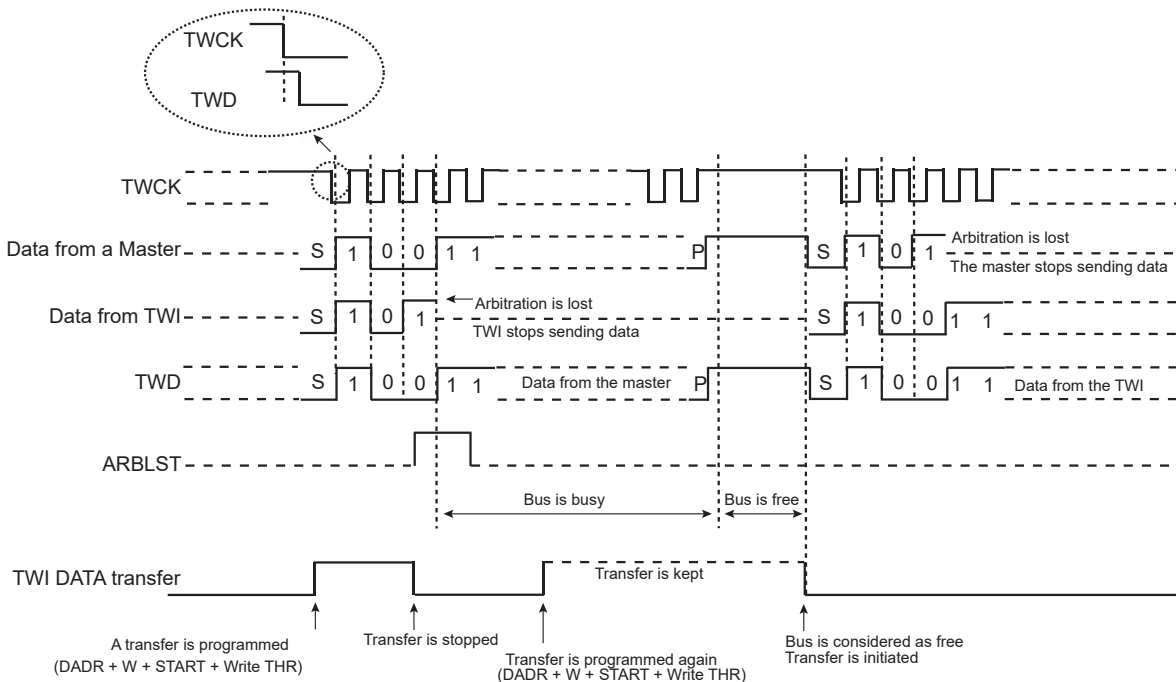 TWCK
TWD
TWCK
Data from a Master
S 1 0 0 1 1
P
S 1 0 1
Arbitration is lost
The master stops sending data
Data from TWI
S 1 0 1
Arbitration is lost
TWI stops sending data
S 1 0 0 1 1
TWD
S 1 0 0 1 1
Data from the master
P
S 1 0 0 1 1
Data from the TWI
ARBLST
Bus is busy
Bus is free
TWI DATA transfer
Transfer is kept
A transfer is programmed
(DADR + W + START + Write THR)
Transfer is stopped
Transfer is programmed again
(DADR + W + START + Write THR)
Bus is considered as free
Transfer is initiated